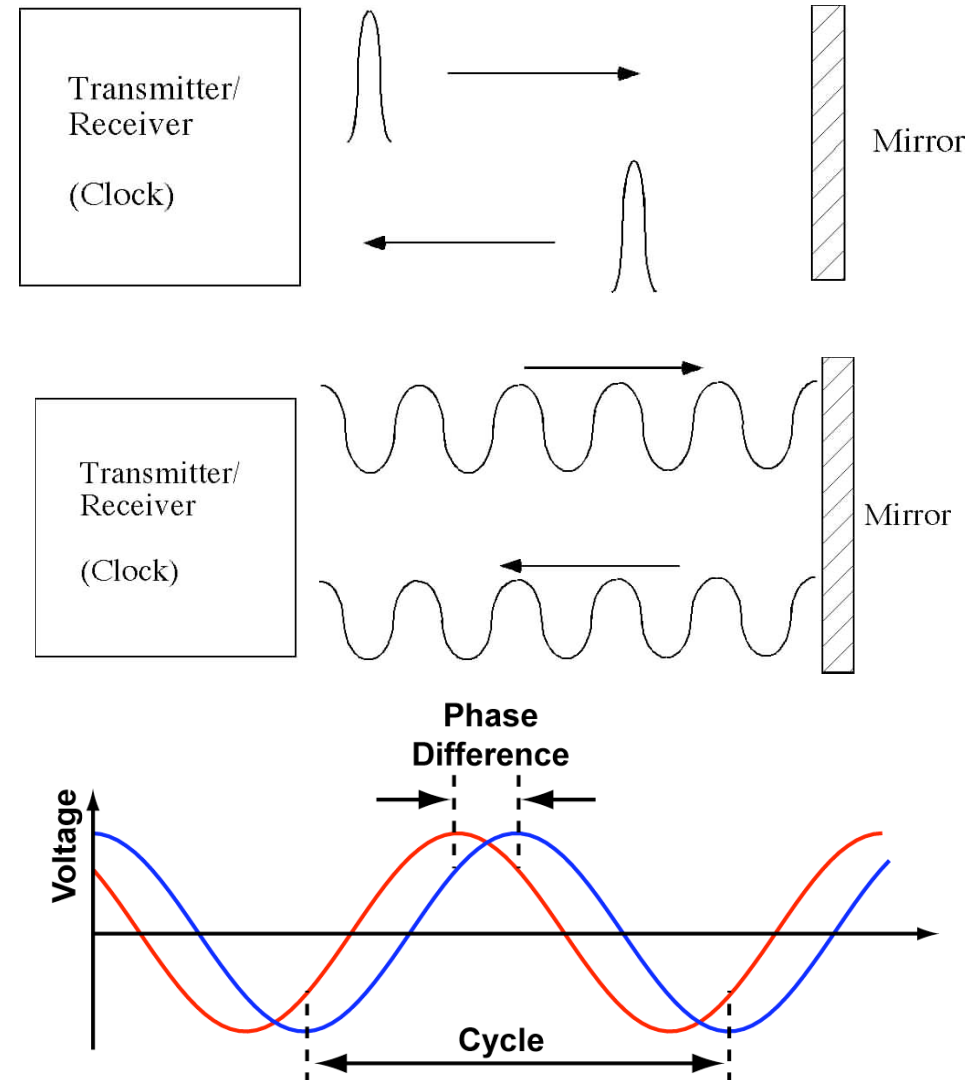 Transmitter/
Receiver
(Clock)
Mirror
Transmitter/
Receiver
(Clock)
Mirror
Phase
Difference
Voltage
Cycle